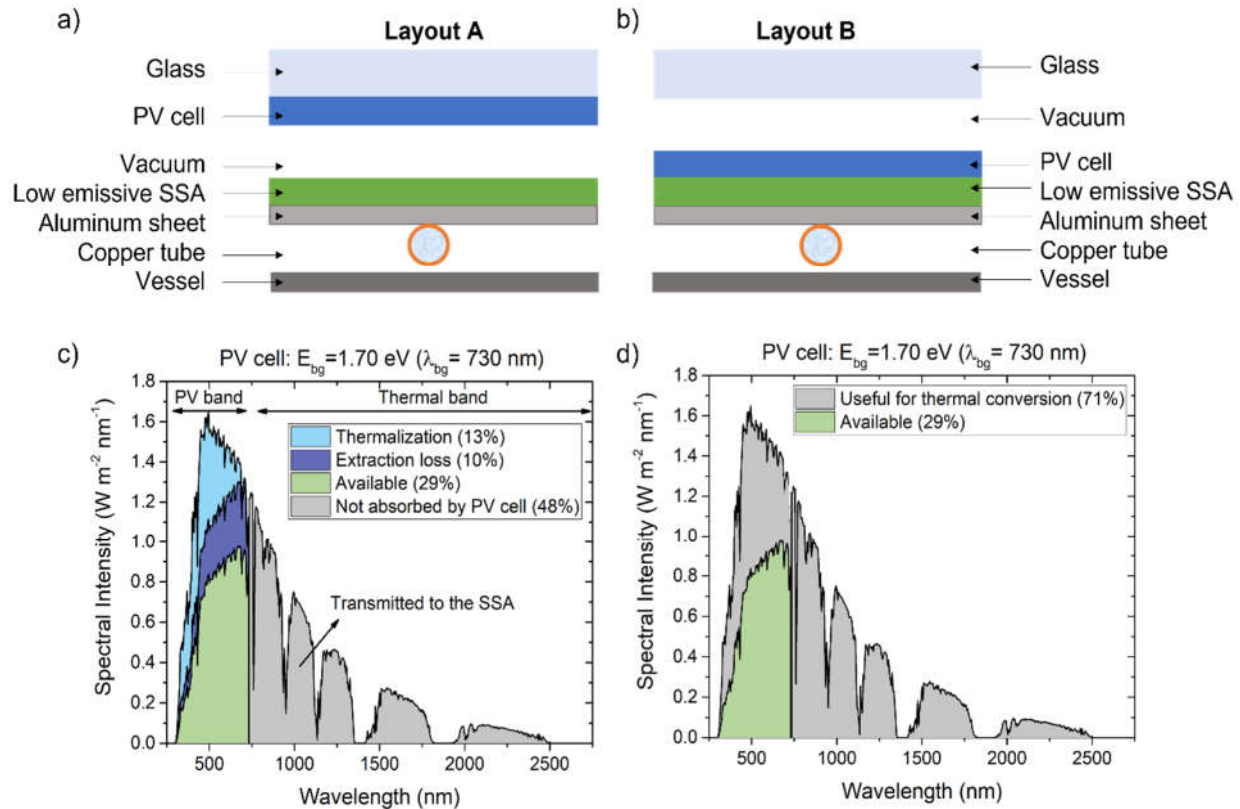 a)
Layout A
Glass
PV cell
Vacuum
Low emissive SSA
Aluminum sheet
Copper tube
Vessel
b)
Layout B
Glass
Vacuum
PV cell
Low emissive SSA
Aluminum sheet
Copper tube
Vessel
c)
PV cell: E_bg=1.70 eV (λ_bg= 730 nm)
PV band
Thermal band
Thermalization (13%)
Extraction loss (10%)
Available (29%)
Not absorbed by PV cell (48%)
Transmitted to the SSA
Spectral Intensity (W m⁻² nm⁻¹)
1.8
1.6
1.4
1.2
1.0
0.8
0.6
0.4
0.2
0.0
500 1000 1500 2000 2500
Wavelength (nm)
d)
PV cell: E_bg=1.70 eV (λ_bg= 730 nm)
Useful for thermal conversion (71%)
Available (29%)
Spectral Intensity (W m⁻² nm⁻¹)
1.8
1.6
1.4
1.2
1.0
0.8
0.6
0.4
0.2
0.0
500 1000 1500 2000 2500
Wavelength (nm)